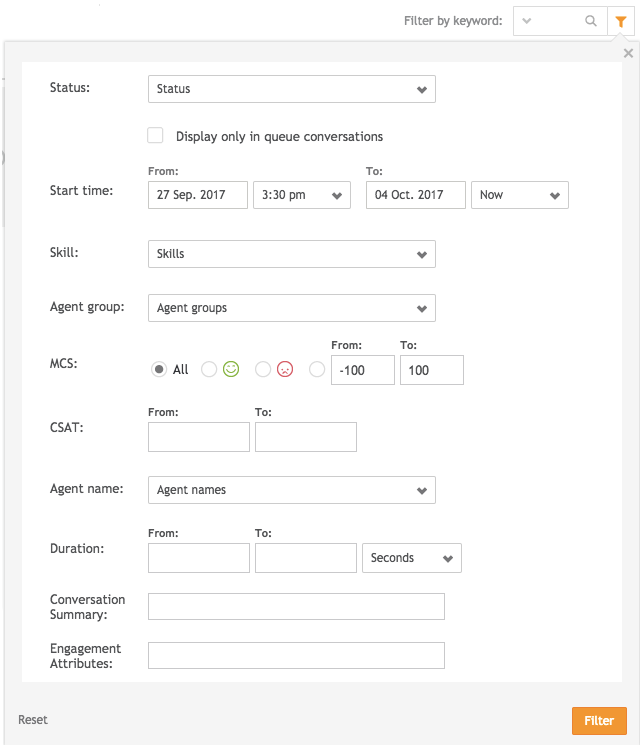 Filter by keyword:
Status: Status
Display only in queue conversations
From: To:
Start time: 27 Sep. 2017 3:30 pm 04 Oct. 2017 Now
Skill: Skills
Agent group: Agent groups
From: To:
MCS: All -100 100
From: To:
CSAT:
Agent name: Agent names
From: To:
Duration: Seconds
Conversation
Summary:
Engagement
Attributes:
Reset Filter